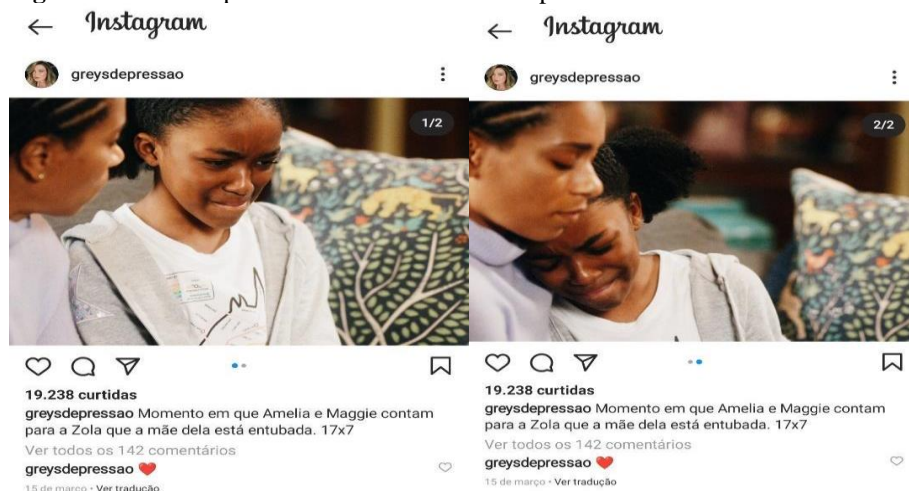 Instagram
greysdepressao
1/2
19.238 curtidas
greysdepressao Momento em que Amelia e Maggie contam
para a Zola que a mãe dela está entubada. 17x7
Ver todos os 142 comentários
greysdepressao ❤️
15 de março • Ver tradução
Instagram
greysdepressao
2/2
19.238 curtidas
greysdepressao Momento em que Amelia e Maggie contam
para a Zola que a mãe dela está entubada. 17x7
Ver todos os 142 comentários
greysdepressao ❤️
15 de março • Ver tradução